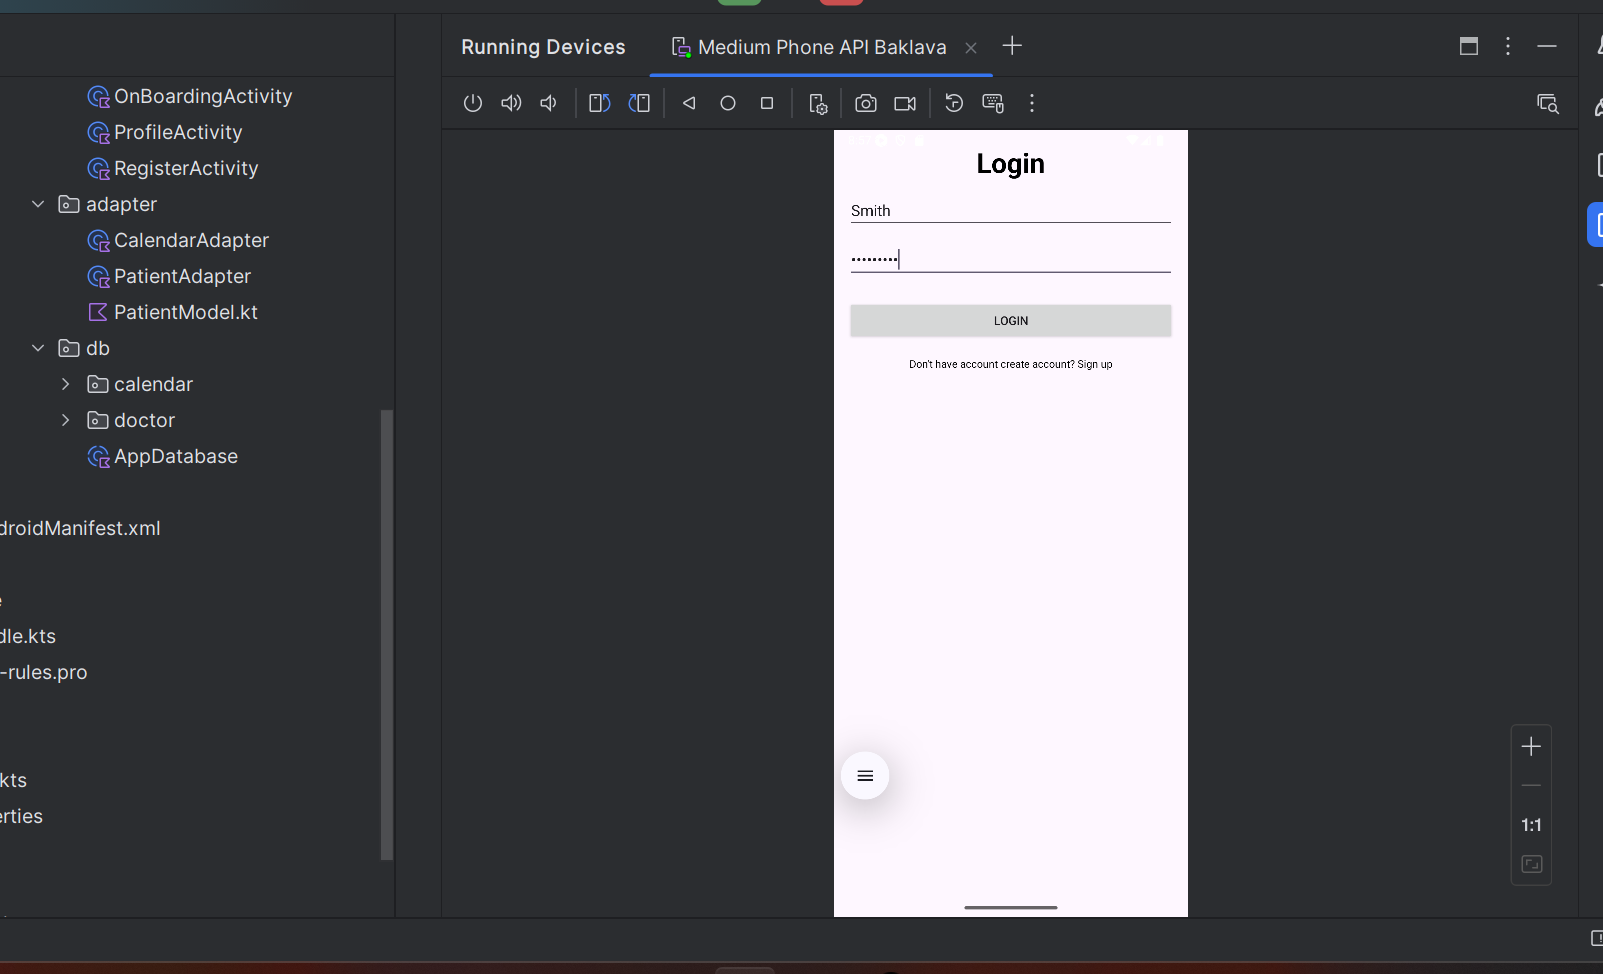 Running Devices
Medium Phone API Baklava
OnBoardingActivity
ProfileActivity
RegisterActivity
adapter
CalendarAdapter
PatientAdapter
PatientModel.kt
db
calendar
doctor
AppDatabase
droidManifest.xml
dle.kts
-rules.pro
kts
erties
Login
Smith
•••••••••
LOGIN
Don't have account create account? Sign up
1:1